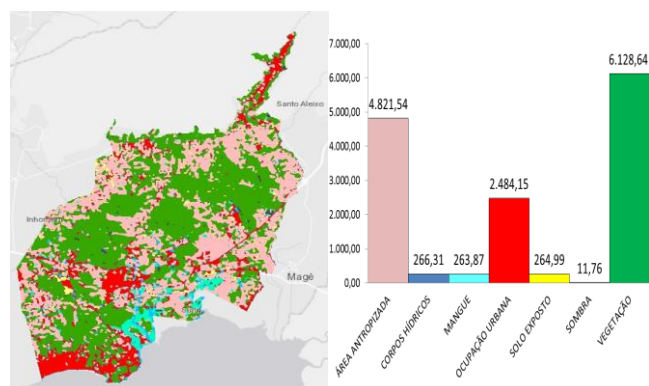 Santo Aleixo
Magé
7.000,00
6.000,00
5.000,00
4.000,00
3.000,00
2.000,00
1.000,00
0,00
4.821,54
266,31
263,87
2.484,15
264,99
11,76
6.128,64
ÁREA ANTROPIZADA
CORPOS HÍDRICOS
MANGUE
OCUPAÇÃO URBANA
SOLO EXPOSTO
SOMBRA
VEGETAÇÃO